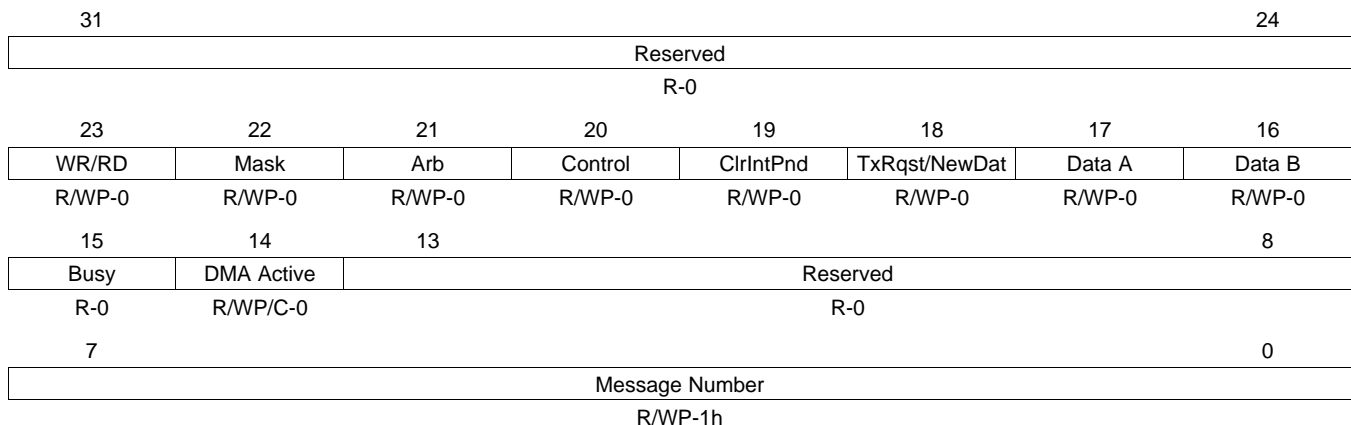 31 24
Reserved
R-0
23 22 21 20 19 18 17 16
WR/RD Mask Arb Control ClrIntPnd TxRqst/NewDat Data A Data B
R/WP-0 R/WP-0 R/WP-0 R/WP-0 R/WP-0 R/WP-0 R/WP-0 R/WP-0
15 14 13 8
Busy DMA Active Reserved
R-0 R/WP/C-0 R-0
7 0
Message Number
R/WP-1h